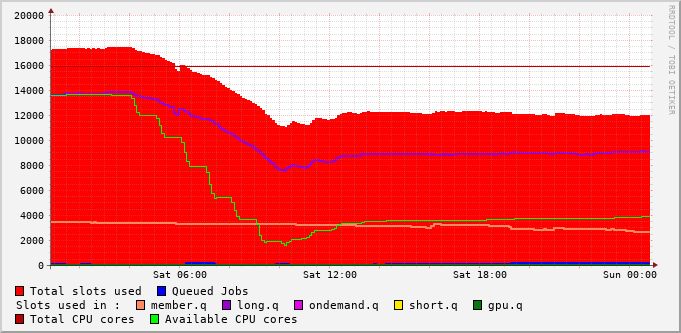 20000
18000
16000
14000
12000
10000
8000
6000
4000
2000
0
Sat 06:00 Sat 12:00 Sat 18:00 Sun 00:00
RRDTOOL / TOBI OETIKER
Total slots used Queued Jobs
Slots used in : member.q long.q ondemand.q short.q gpu.q
Total CPU cores Available CPU cores